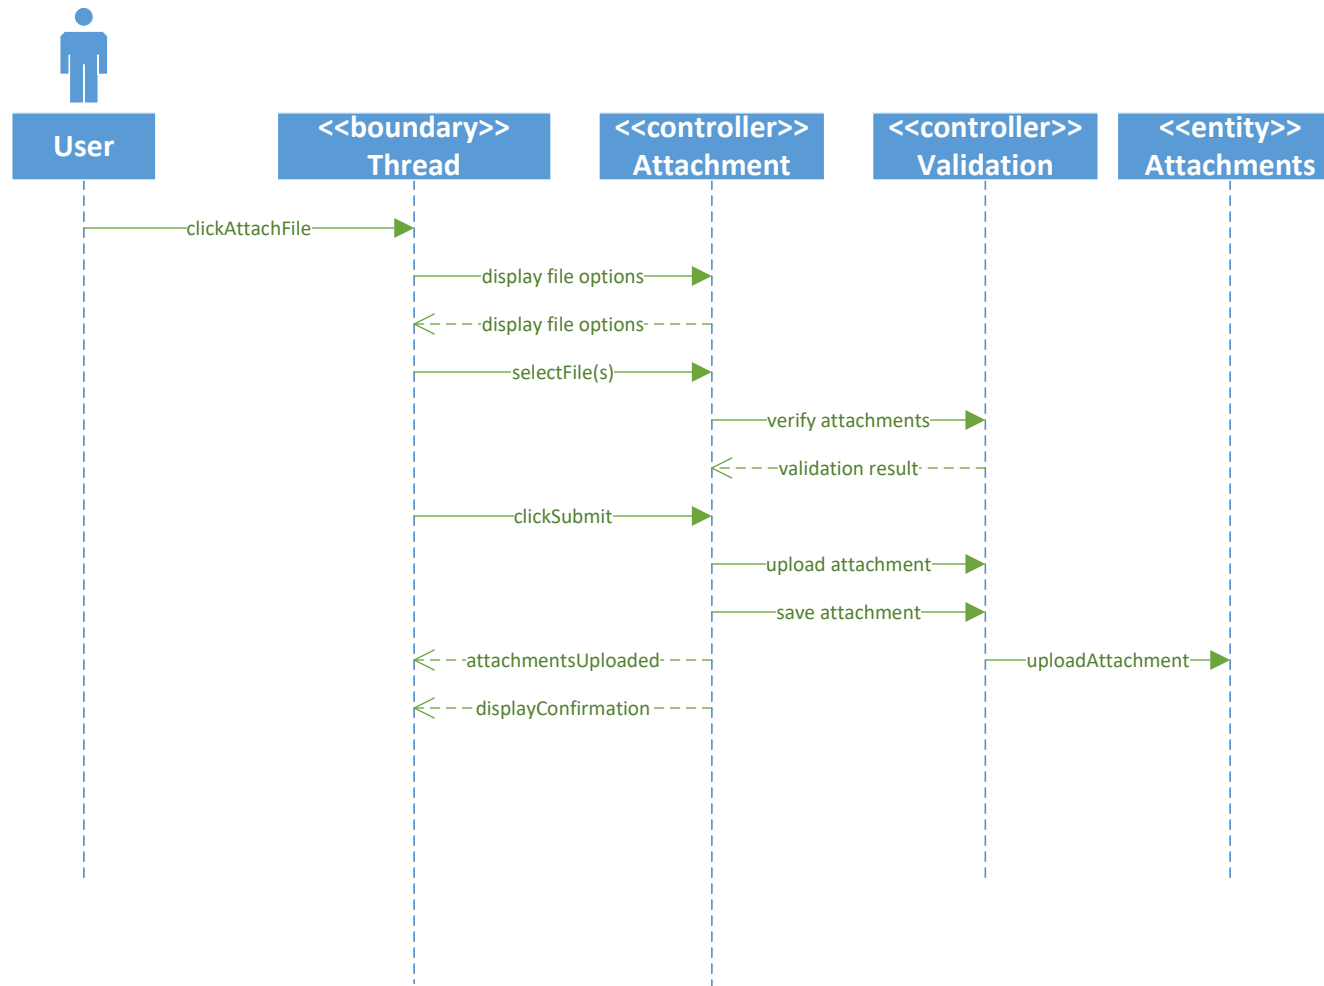 User
<<boundary>>
Thread
<<controller>>
Attachment
<<controller>>
Validation
<<entity>>
Attachments
clickAttachFile
display file options
display file options
selectFile(s)
verify attachments
validation result
clickSubmit
upload attachment
save attachment
attachmentsUploaded
uploadAttachment
displayConfirmation